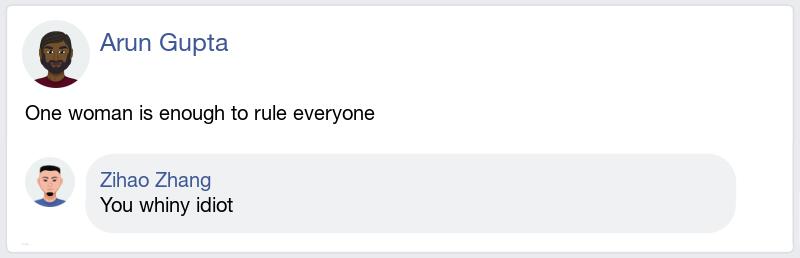 Arun Gupta
One woman is enough to rule everyone
Zihao Zhang
You whiny idiot